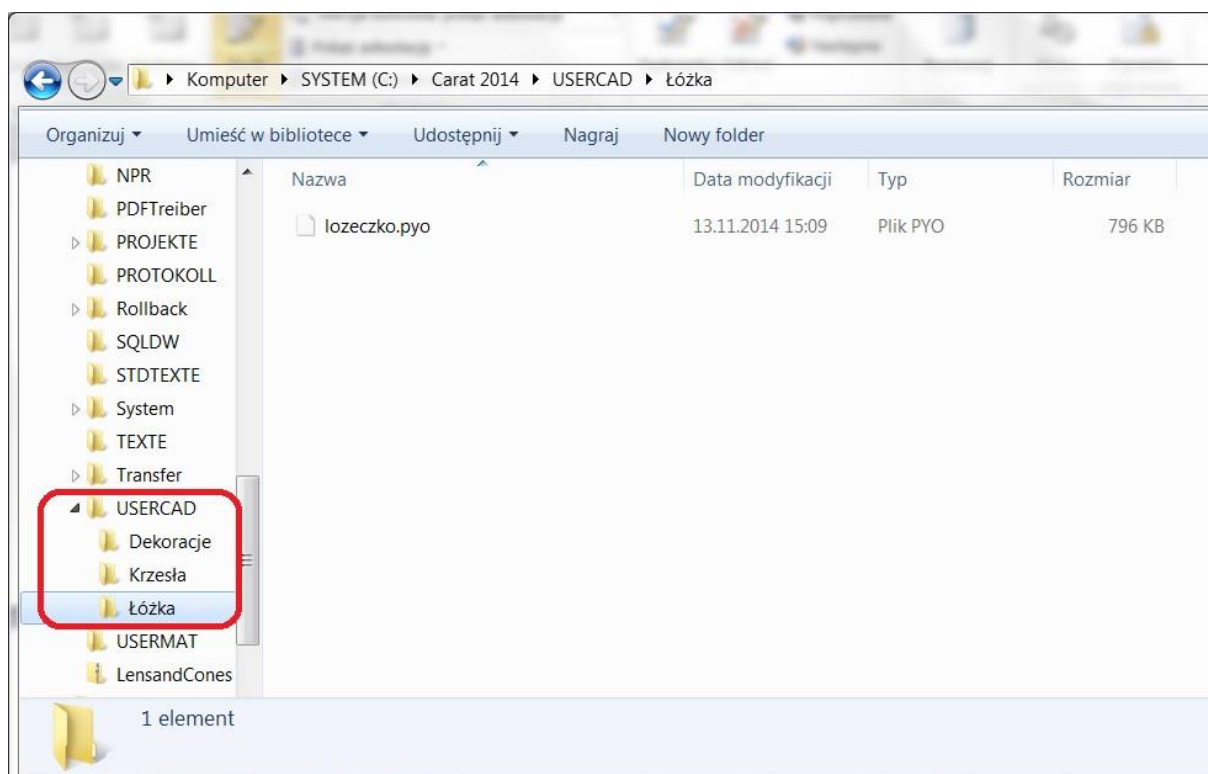 Komputer SYSTEM (C:) Carat 2014 USERCAD Łóżka
Organizuj Umieść w bibliotece Udostępnij Nagraj Nowy folder
NPR
PDFTreiber
PROJEKTE
PROTOKOLL
Rollback
SQLDW
STDTEXTE
System
TEXTE
Transfer
USERCAD
Dekoracje
Krzesła
Łóżka
USERMAT
LensandCones
Nazwa Data modyfikacji Typ Rozmiar
lozeczko.pyo 13.11.2014 15:09 Plik PYO 796 KB
1 element